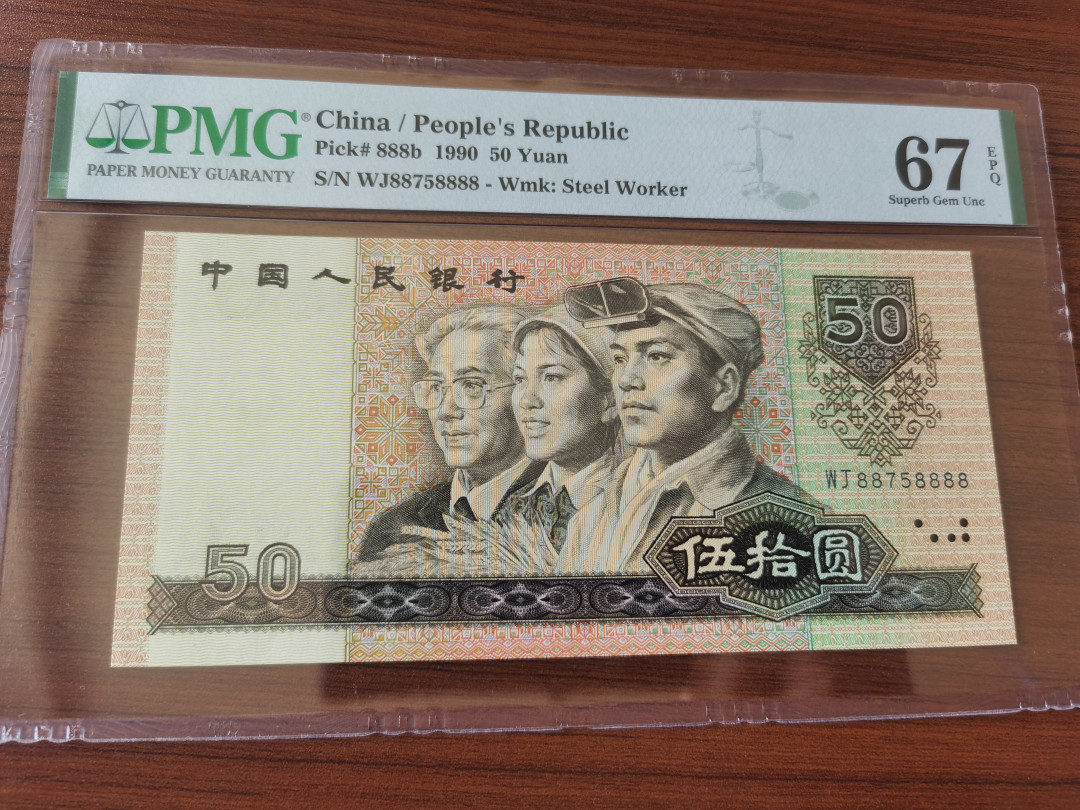 PMG®
PAPER MONEY GUARANTY
China / People's Republic
Pick# 888b 1990 50 Yuan
S/N WJ88758888 - Wmk: Steel Worker
67
EPQ
Superb Gem Unc
中国人民银行
50
WJ88758888
50
伍拾圆